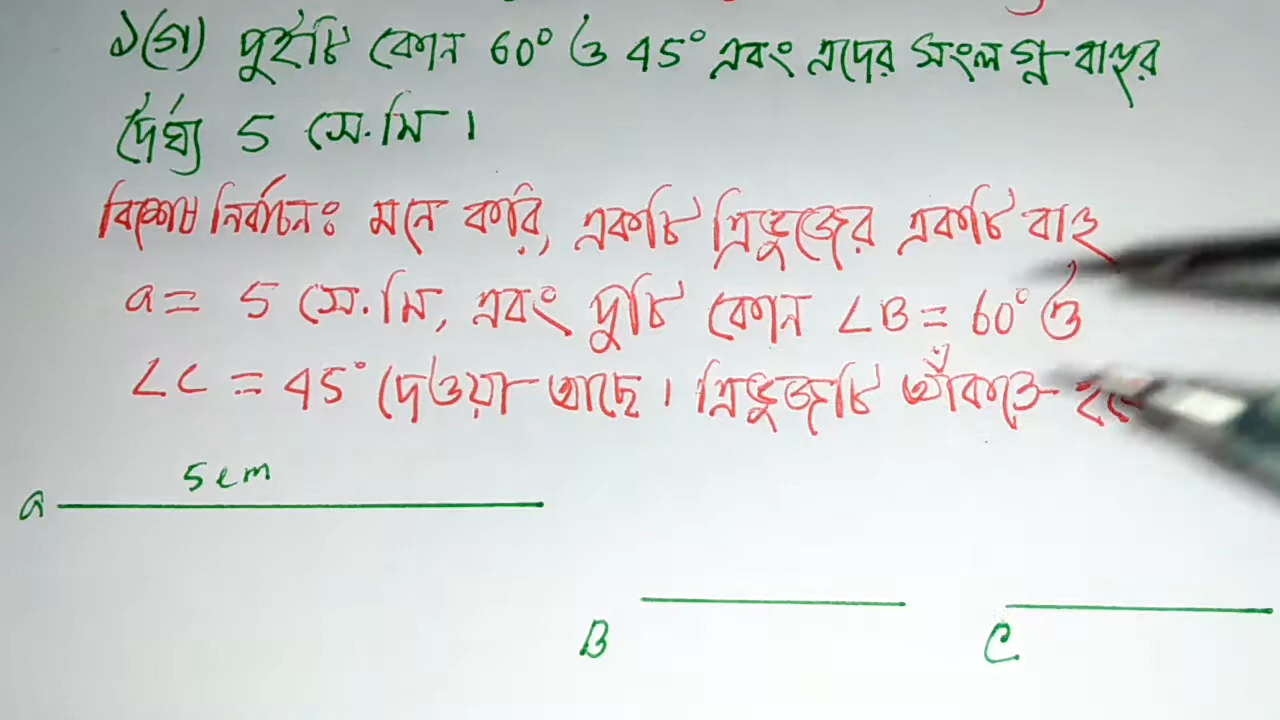 ১(গ) দুইটি কোন 60° ও 45° এবং এদের সংলগ্ন বাহুর
দৈর্ঘ্য 5 সে.মি ।
বিশেষ নির্বাচনঃ মনে করি, একটি ত্রিভুজের একটি বাহু
a = 5 সে.মি, এবং দুটি কোন ∠B = 60° ও
∠C = 45° দেওয়া আছে । ত্রিভুজটি আঁকতে
5cm
a
B
C